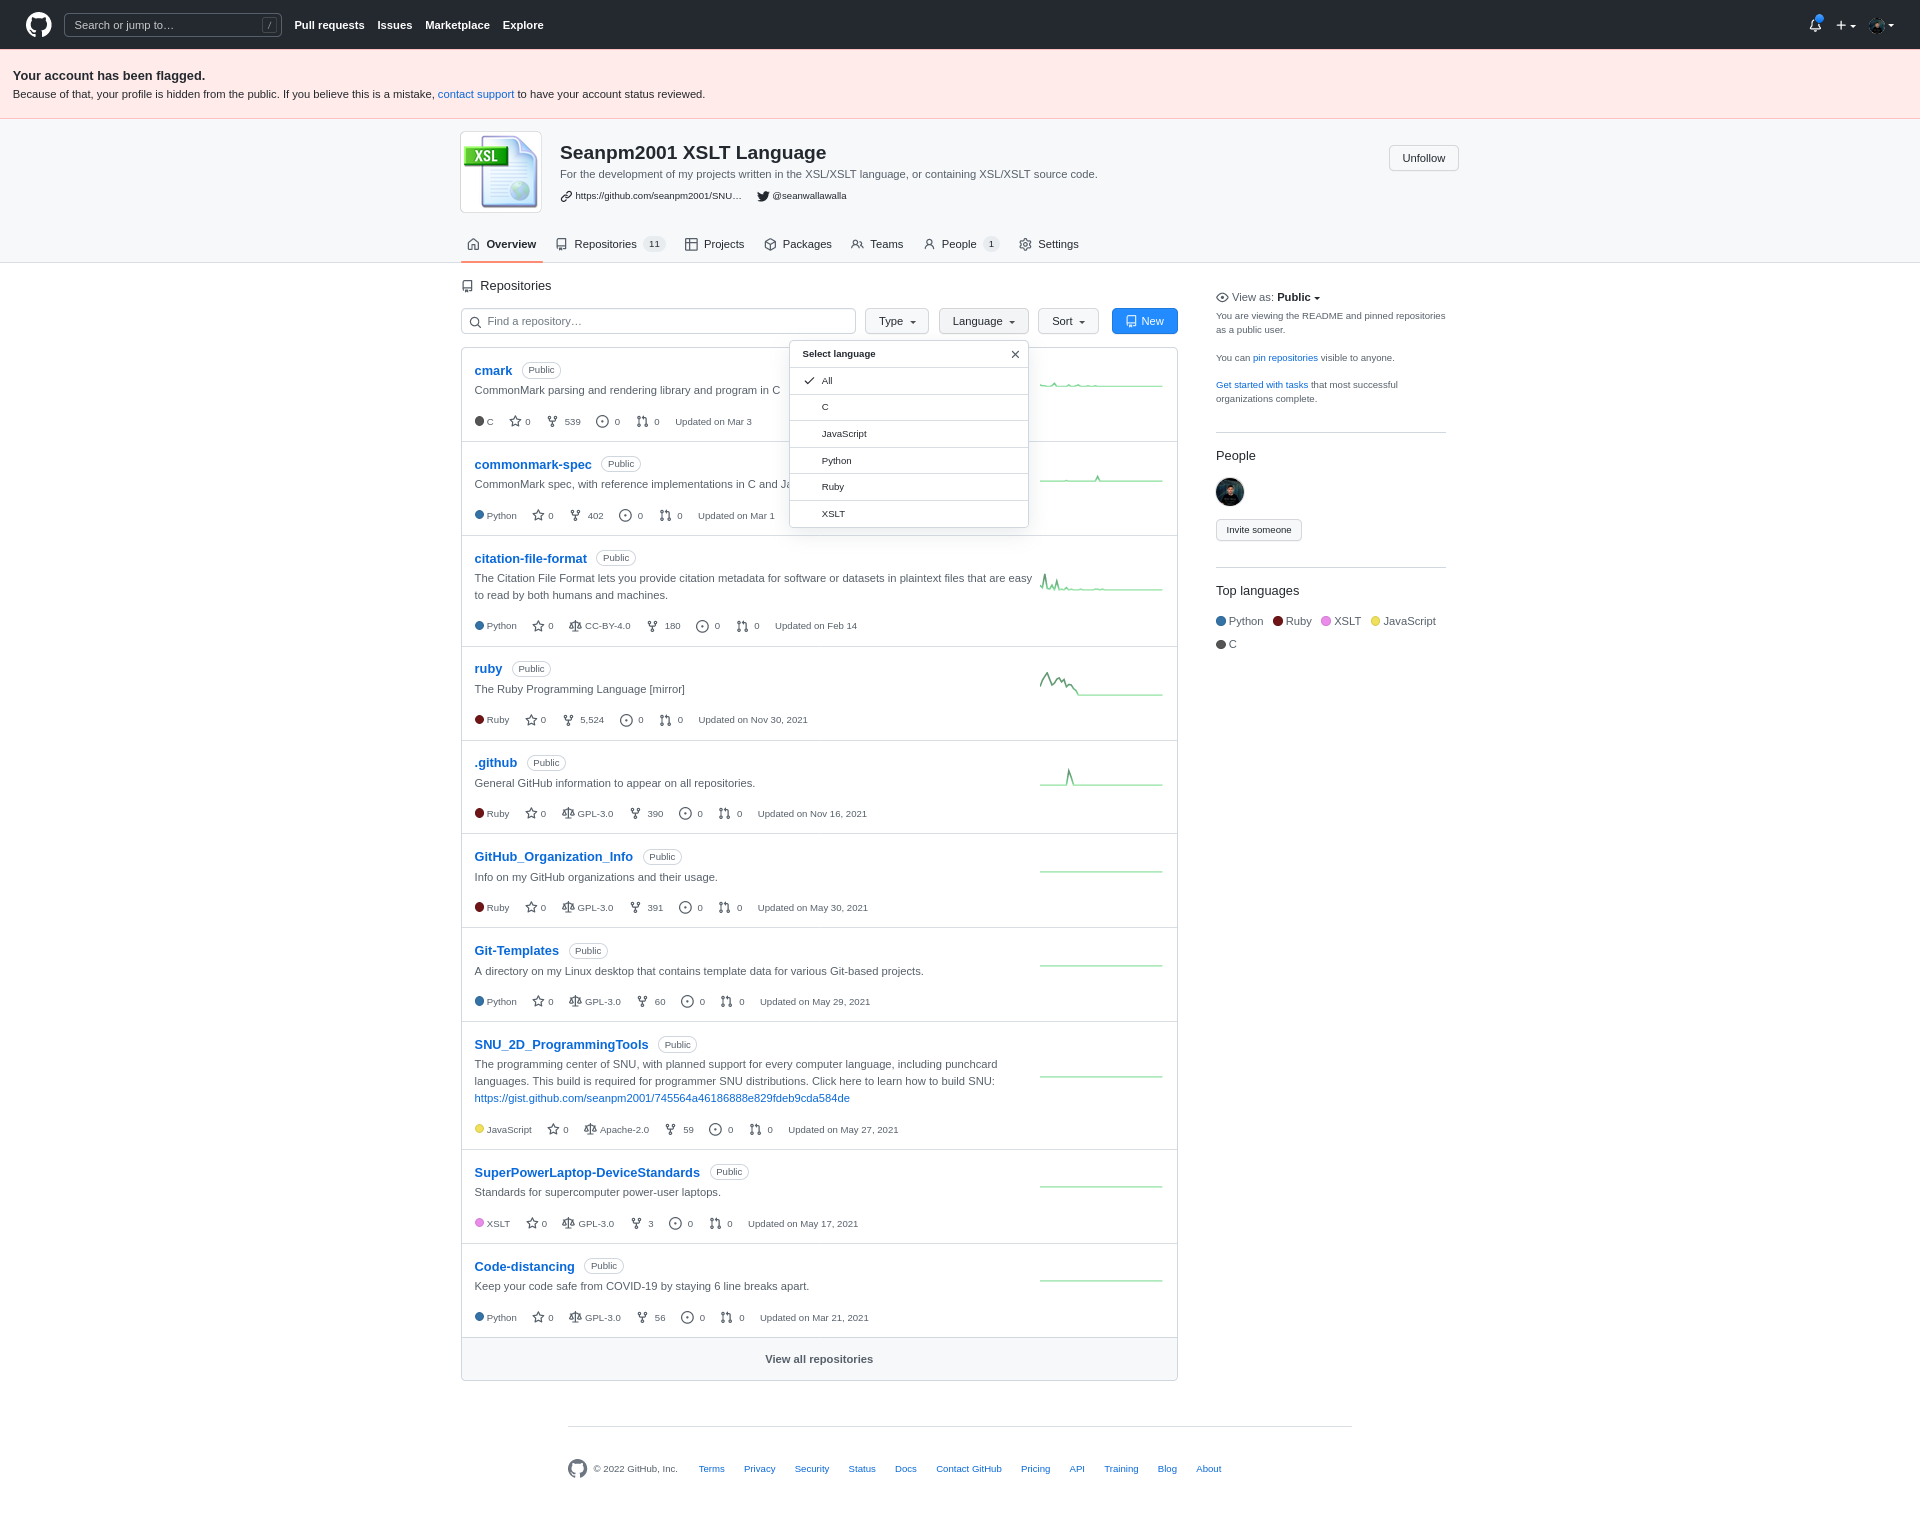 Search or jump to…
/
Pull requests
Issues
Marketplace
Explore
Your account has been flagged.
Because of that, your profile is hidden from the public. If you believe this is a mistake, contact support to have your account status reviewed.
XSL
Seanpm2001 XSLT Language
For the development of my projects written in the XSL/XSLT language, or containing XSL/XSLT source code.
https://github.com/seanpm2001/SNU… @seanwallawalla
Unfollow
Overview
Repositories 11
Projects
Packages
Teams
People 1
Settings
Repositories
Find a repository…
Type
Language
Sort
New
Select language
All
C
JavaScript
Python
Ruby
XSLT
cmark Public
CommonMark parsing and rendering library and program in C
C 0 539 0 0 Updated on Mar 3
commonmark-spec Public
CommonMark spec, with reference implementations in C and Ja
Python 0 402 0 0 Updated on Mar 1
citation-file-format Public
The Citation File Format lets you provide citation metadata for software or datasets in plaintext files that are easy
to read by both humans and machines.
Python 0 CC-BY-4.0 180 0 0 Updated on Feb 14
ruby Public
The Ruby Programming Language [mirror]
Ruby 0 5,524 0 0 Updated on Nov 30, 2021
.github Public
General GitHub information to appear on all repositories.
Ruby 0 GPL-3.0 390 0 0 Updated on Nov 16, 2021
GitHub_Organization_Info Public
Info on my GitHub organizations and their usage.
Ruby 0 GPL-3.0 391 0 0 Updated on May 30, 2021
Git-Templates Public
A directory on my Linux desktop that contains template data for various Git-based projects.
Python 0 GPL-3.0 60 0 0 Updated on May 29, 2021
SNU_2D_ProgrammingTools Public
The programming center of SNU, with planned support for every computer language, including punchcard
languages. This build is required for programmer SNU distributions. Click here to learn how to build SNU:
https://gist.github.com/seanpm2001/745564a46186888e829fdeb9cda584de
JavaScript 0 Apache-2.0 59 0 0 Updated on May 27, 2021
SuperPowerLaptop-DeviceStandards Public
Standards for supercomputer power-user laptops.
XSLT 0 GPL-3.0 3 0 0 Updated on May 17, 2021
Code-distancing Public
Keep your code safe from COVID-19 by staying 6 line breaks apart.
Python 0 GPL-3.0 56 0 0 Updated on Mar 21, 2021
View all repositories
View as: Public
You are viewing the README and pinned repositories
as a public user.
You can pin repositories visible to anyone.
Get started with tasks that most successful
organizations complete.
People
Invite someone
Top languages
Python Ruby XSLT JavaScript
C
© 2022 GitHub, Inc.
Terms
Privacy
Security
Status
Docs
Contact GitHub
Pricing
API
Training
Blog
About